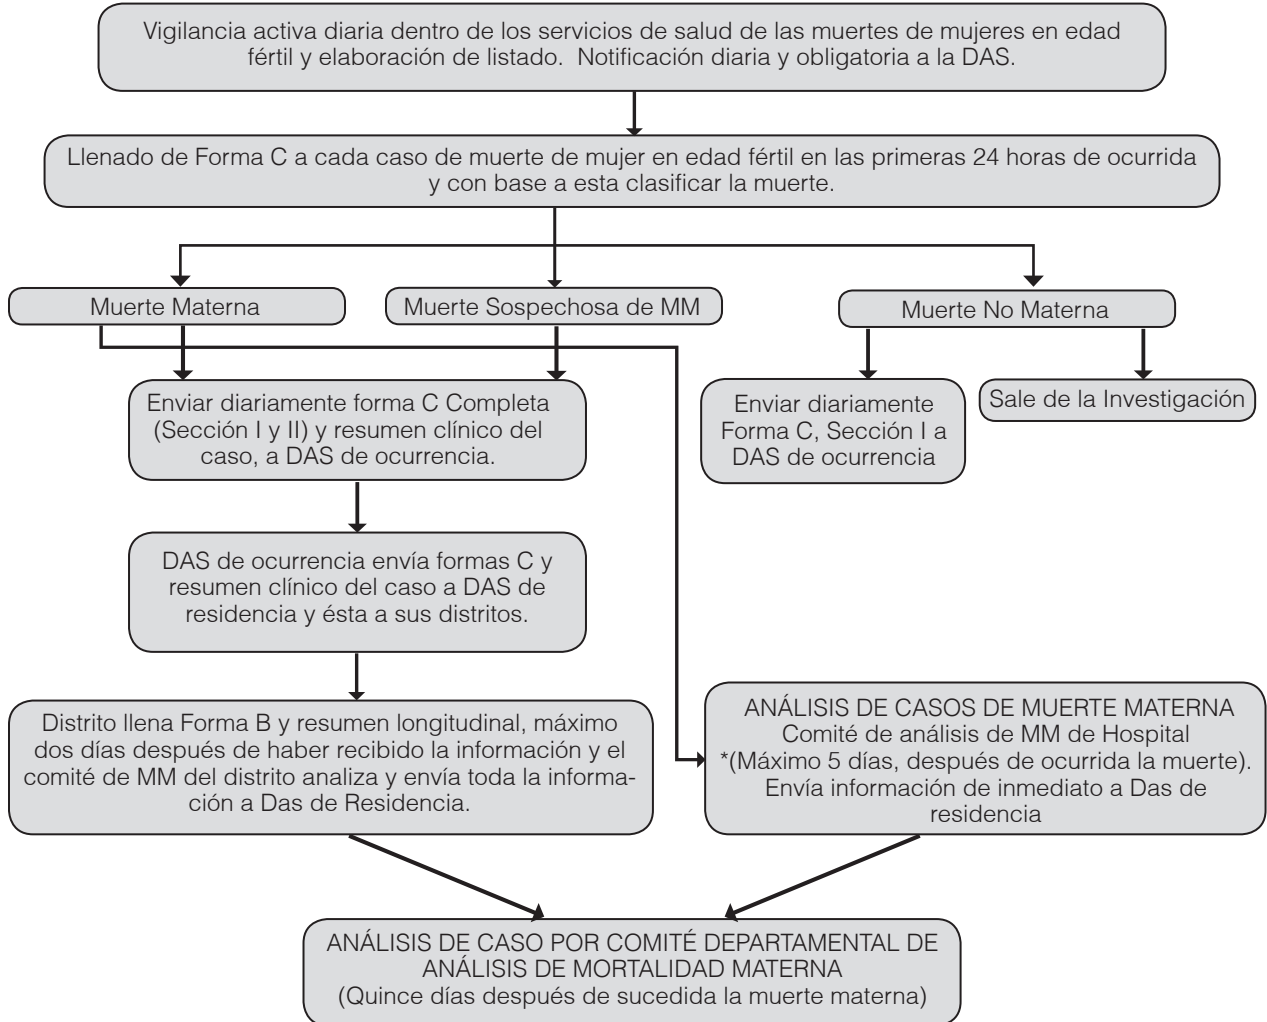 Vigilancia activa diaria dentro de los servicios de salud de las muertes de mujeres en edad
fértil y elaboración de listado.  Notificación diaria y obligatoria a la DAS.
Llenado de Forma C a cada caso de muerte de mujer en edad fértil en las primeras 24 horas de ocurrida
y con base a esta clasificar la muerte.
Muerte Materna
Muerte Sospechosa de MM
Muerte No Materna
Enviar diariamente forma C Completa
(Sección I y II) y resumen clínico del
caso, a DAS de ocurrencia.
Enviar diariamente
Forma C, Sección I a
DAS de ocurrencia
Sale de la Investigación
DAS de ocurrencia envía formas C y
resumen clínico del caso a DAS de
residencia y ésta a sus distritos.
Distrito llena Forma B y resumen longitudinal, máximo
dos días después de haber recibido la información y el
comité de MM del distrito analiza y envía toda la informa-
ción a Das de Residencia.
ANÁLISIS DE CASOS DE MUERTE MATERNA
Comité de análisis de MM de Hospital
*(Máximo 5 días, después de ocurrida la muerte).
Envía información de inmediato a Das de
residencia
ANÁLISIS DE CASO POR COMITÉ DEPARTAMENTAL DE
ANÁLISIS DE MORTALIDAD MATERNA
(Quince días después de sucedida la muerte materna)